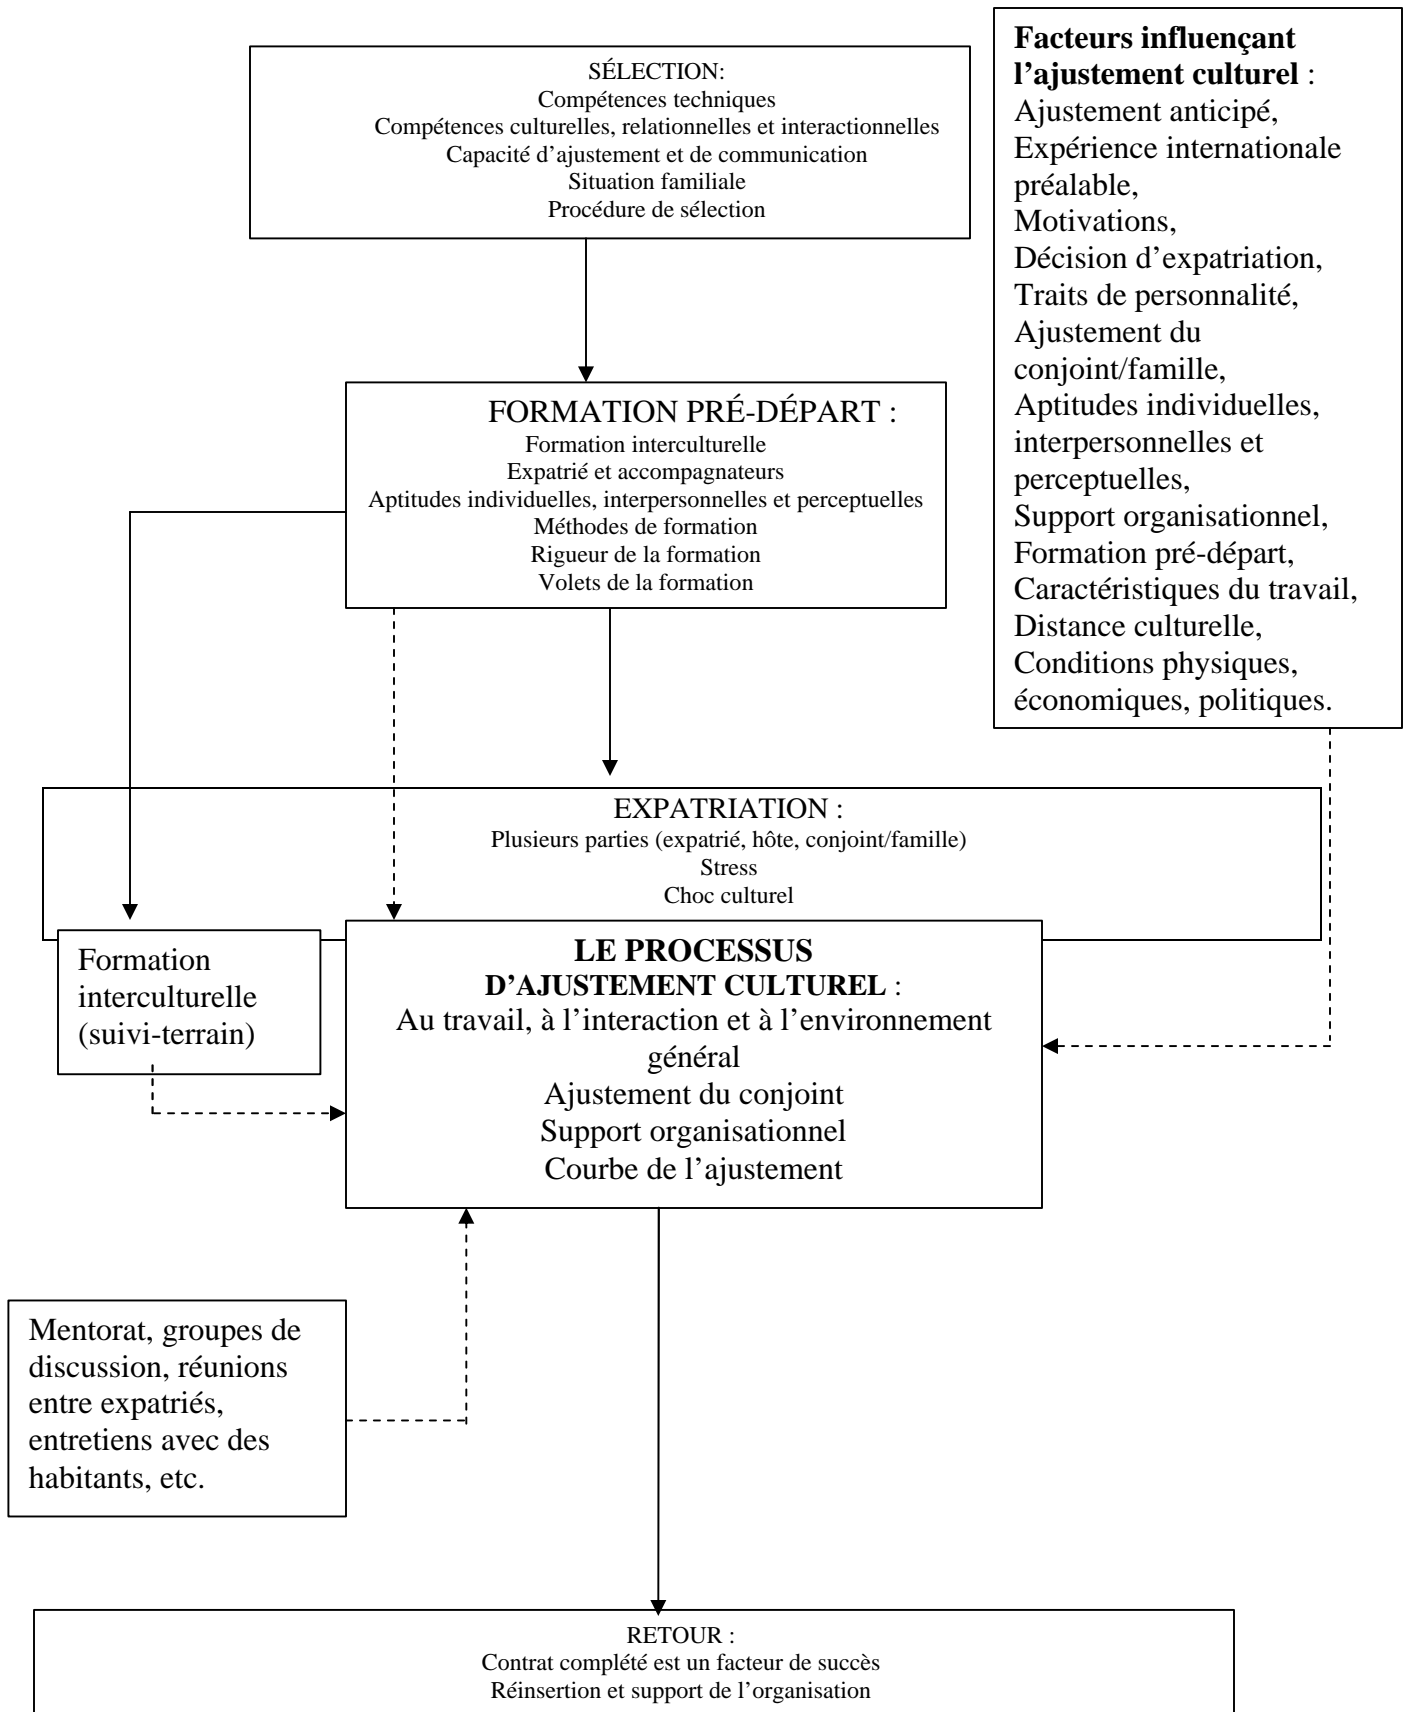 SÉLECTION:
Compétences techniques
Compétences culturelles, relationnelles et interactionnelles
Capacité d’ajustement et de communication
Situation familiale
Procédure de sélection
Facteurs influençant
l’ajustement culturel :
Ajustement anticipé,
Expérience internationale
préalable,
Motivations,
Décision d’expatriation,
Traits de personnalité,
Ajustement du
conjoint/famille,
Aptitudes individuelles,
interpersonnelles et
perceptuelles,
Support organisationnel,
Formation pré-départ,
Caractéristiques du travail,
Distance culturelle,
Conditions physiques,
économiques, politiques.
FORMATION PRÉ-DÉPART :
Formation interculturelle
Expatrié et accompagnateurs
Aptitudes individuelles, interpersonnelles et perceptuelles
Méthodes de formation
Rigueur de la formation
Volets de la formation
EXPATRIATION :
Plusieurs parties (expatrié, hôte, conjoint/famille)
Stress
Choc culturel
Formation
interculturelle
(suivi-terrain)
LE PROCESSUS
D’AJUSTEMENT CULTUREL :
Au travail, à l’interaction et à l’environnement
général
Ajustement du conjoint
Support organisationnel
Courbe de l’ajustement
Mentorat, groupes de
discussion, réunions
entre expatriés,
entretiens avec des
habitants, etc.
RETOUR :
Contrat complété est un facteur de succès
Réinsertion et support de l’organisation